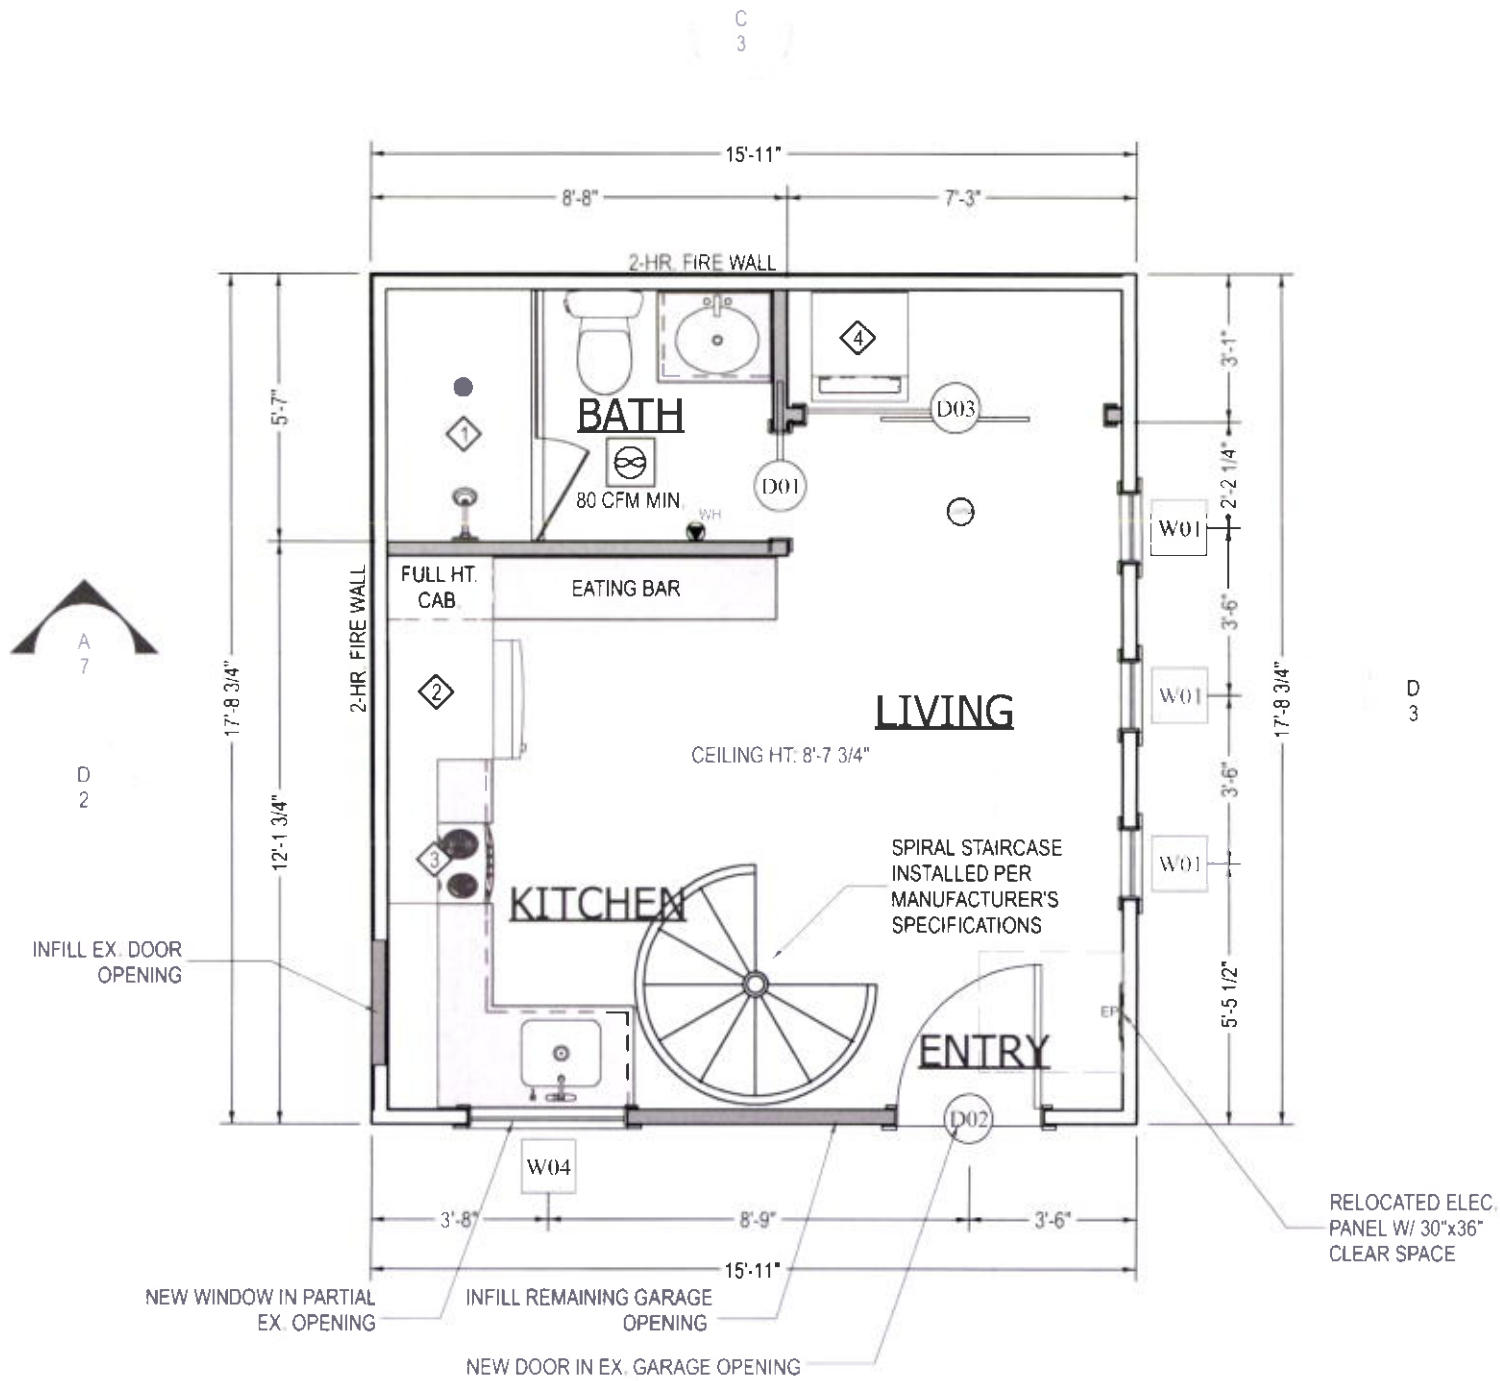 C
3
15'-11"
8'-8"
7'-3"
2-HR. FIRE WALL
4
3'-1"
5'-7"
BATH
D03
1
2'-2 1/4"
D01
80 CFM MIN.
WH
W01
FULL HT.
CAB.
EATING BAR
2-HR. FIRE WALL
3'-6"
A
7
17'-8 3/4"
2
LIVING
W01
17'-8 3/4"
D
3
CEILING HT: 8'-7 3/4"
D
2
3'-6"
12'-1 3/4"
3
SPIRAL STAIRCASE
INSTALLED PER
MANUFACTURER'S
SPECIFICATIONS
W01
KITCHEN
INFILL EX. DOOR
OPENING
5'-5 1/2"
EP
ENTRY
D02
W04
3'-8"
8'-9"
3'-6"
RELOCATED ELEC.
PANEL W/ 30"x36"
CLEAR SPACE
15'-11"
NEW WINDOW IN PARTIAL
EX. OPENING
INFILL REMAINING GARAGE
OPENING
NEW DOOR IN EX. GARAGE OPENING